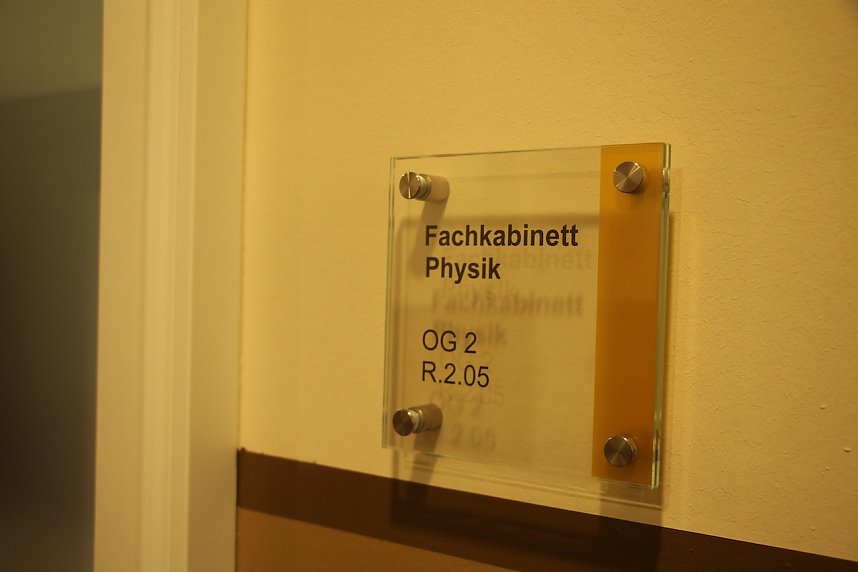 Fachkabinett
Physik
OG 2
R.2.05